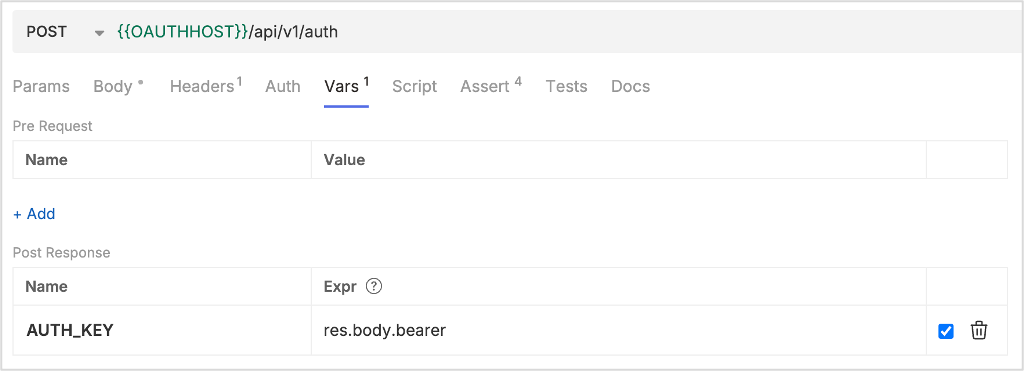 POST {{OAUTHHOST}}/api/v1/auth
Params Body Headers 1 Auth Vars 1 Script Assert 4 Tests Docs
Pre Request
Name Value
+ Add
Post Response
Name Expr ?
AUTH_KEY res.body.bearer